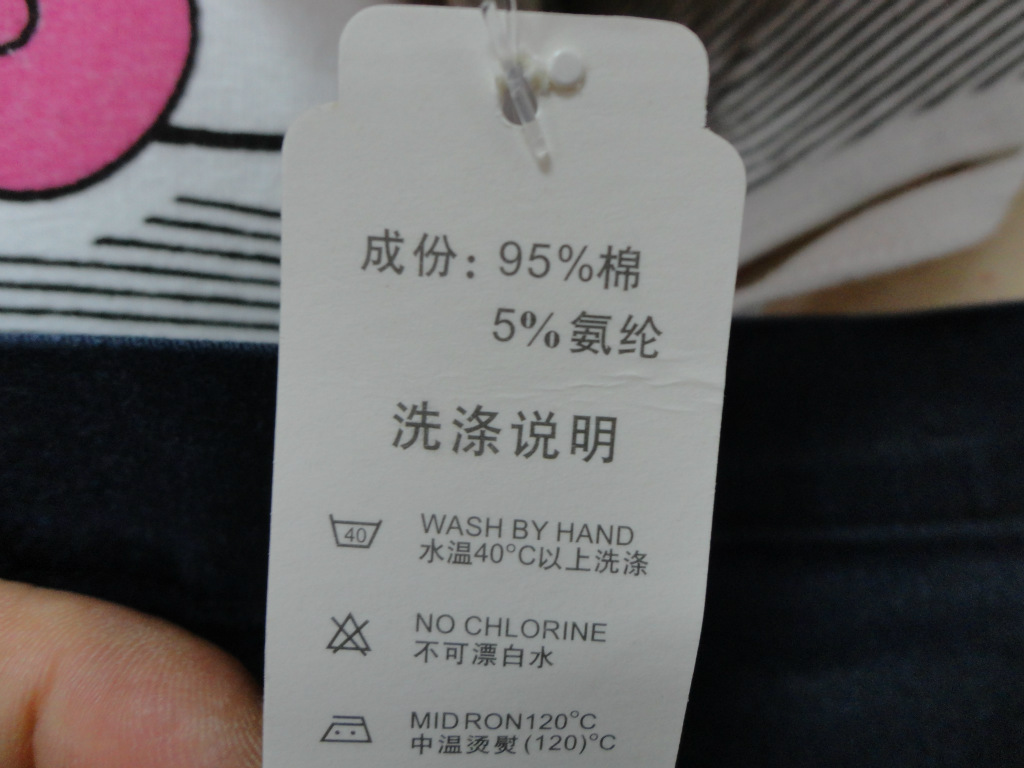 成份: 95%棉
5%氨纶
洗涤说明
40
WASH BY HAND
水温40°C以上洗涤
NO CHLORINE
不可漂白水
MID RON120°C
中温烫熨(120)°C